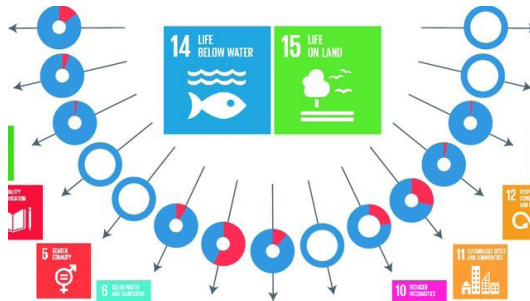 14 LIFE
BELOW WATER
15 LIFE
ON LAND
5 GENDER
EQUALITY
6 CLEAN WATER
AND SANITATION
10 REDUCED
INEQUALITIES
11 SUSTAINABLE CITIES
AND COMMUNITIES
12